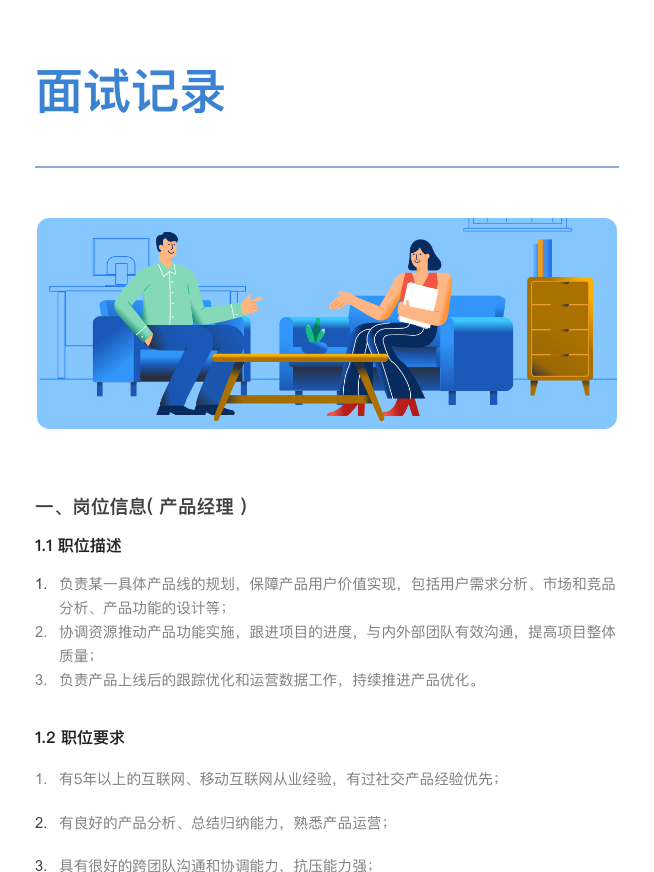 面试记录
一、岗位信息( 产品经理 )
1.1 职位描述
1. 负责某一具体产品线的规划，保障产品用户价值实现，包括用户需求分析、市场和竞品
分析、产品功能的设计等；
2. 协调资源推动产品功能实施，跟进项目的进度，与内外部团队有效沟通，提高项目整体
质量；
3. 负责产品上线后的跟踪优化和运营数据工作，持续推进产品优化。
1.2 职位要求
1. 有5年以上的互联网、移动互联网从业经验，有过社交产品经验优先；
2. 有良好的产品分析、总结归纳能力，熟悉产品运营；
3. 具有很好的跨团队沟通和协调能力，抗压能力强；